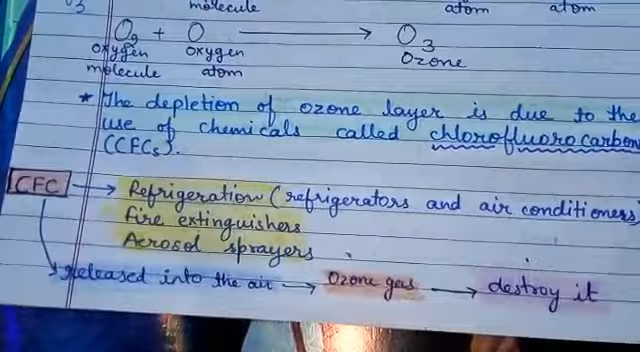 molecule atom atom
O2 + O → O3
oxygen oxygen Ozone
molecule atom
* The depletion of ozone layer is due to the
use of chemicals called chlorofluorocarbon
(CFCs).
CFC → Refrigeration (refrigerators and air conditioners)
Fire extinguishers
Aerosol sprayers
released into the air → Ozone gas → destroy it